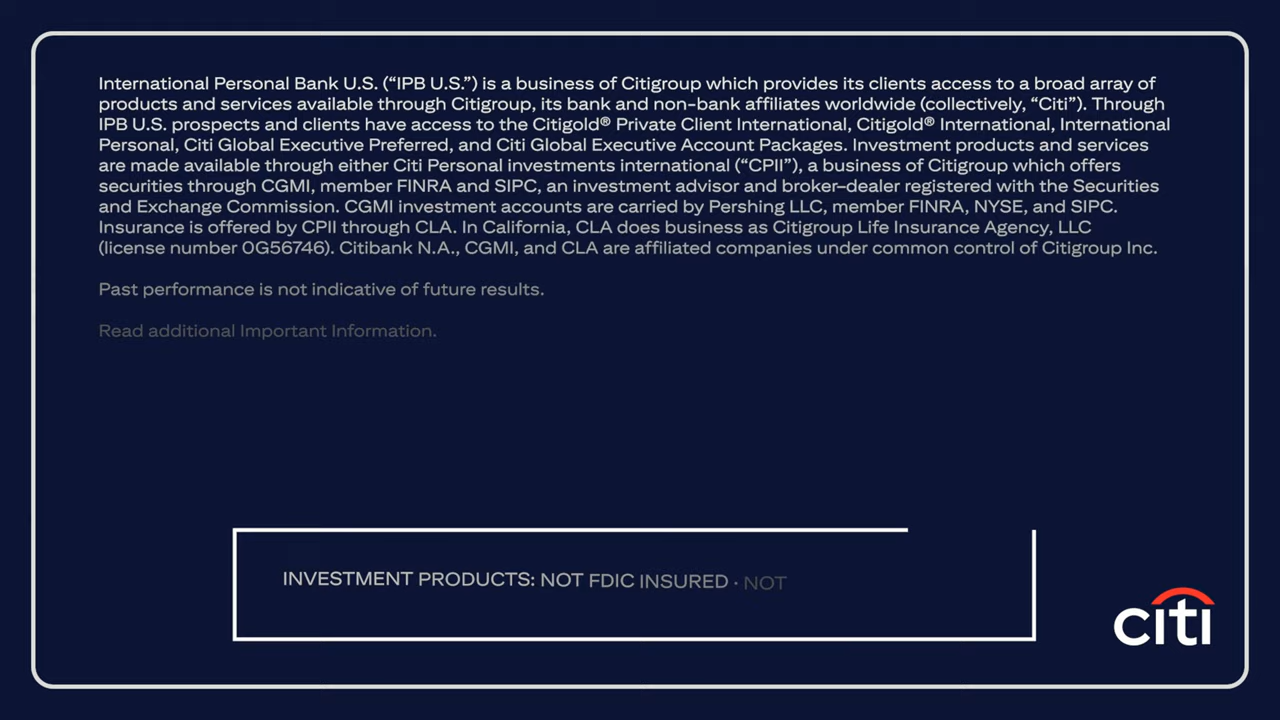 International Personal Bank U.S. (“IPB U.S.”) is a business of Citigroup which provides its clients access to a broad array of
products and services available through Citigroup, its bank and non-bank affiliates worldwide (collectively, “Citi”). Through
IPB U.S. prospects and clients have access to the Citigold® Private Client International, Citigold® International, International
Personal, Citi Global Executive Preferred, and Citi Global Executive Account Packages. Investment products and services
are made available through either Citi Personal investments international (“CPII”), a business of Citigroup which offers
securities through CGMI, member FINRA and SIPC, an investment advisor and broker-dealer registered with the Securities
and Exchange Commission. CGMI investment accounts are carried by Pershing LLC, member FINRA, NYSE, and SIPC.
Insurance is offered by CPII through CLA. In California, CLA does business as Citigroup Life Insurance Agency, LLC
(license number 0G56746). Citibank N.A., CGMI, and CLA are affiliated companies under common control of Citigroup Inc.
Past performance is not indicative of future results.
Read additional Important Information.
INVESTMENT PRODUCTS: NOT FDIC INSURED · NOT
citi